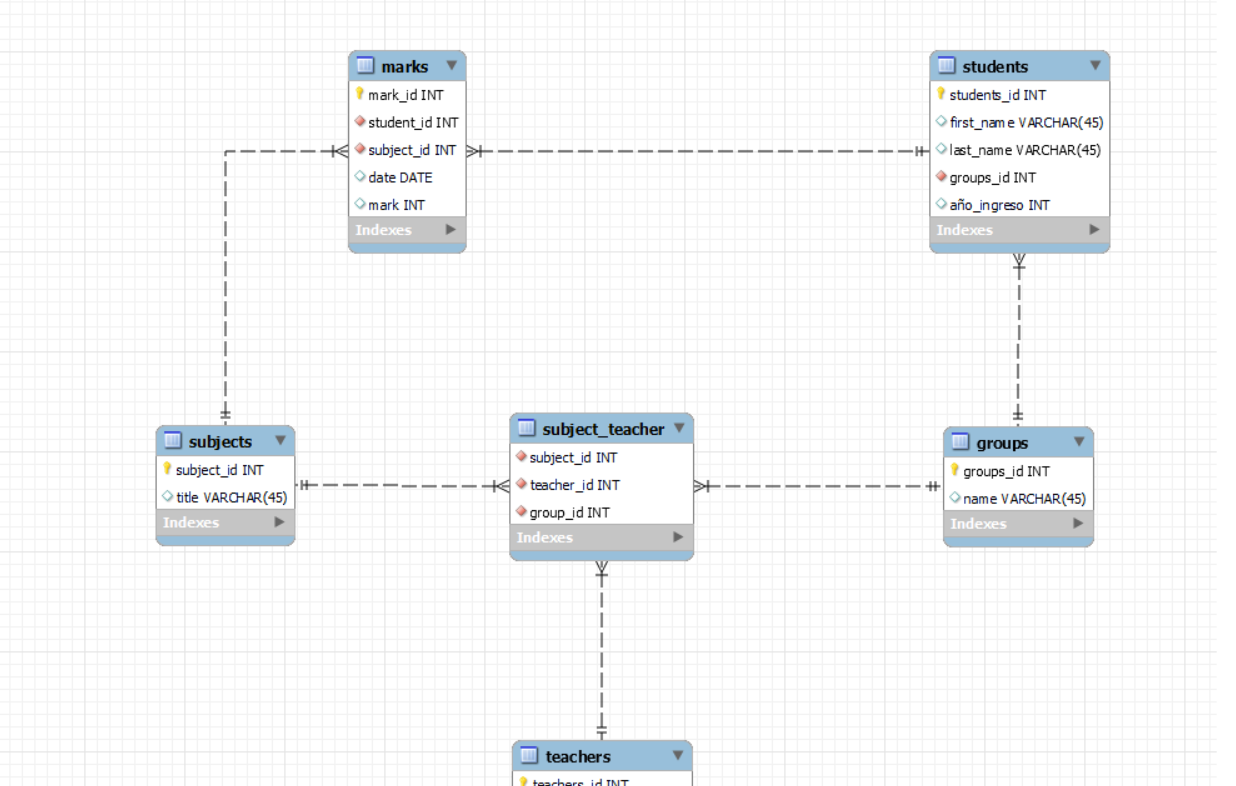 marks
mark_id INT
student_id INT
subject_id INT
date DATE
mark INT
Indexes
students
students_id INT
first_name VARCHAR(45)
last_name VARCHAR(45)
groups_id INT
año_ingreso INT
Indexes
subjects
subject_id INT
title VARCHAR(45)
Indexes
subject_teacher
subject_id INT
teacher_id INT
group_id INT
Indexes
groups
groups_id INT
name VARCHAR(45)
Indexes
teachers
teachers_id INT